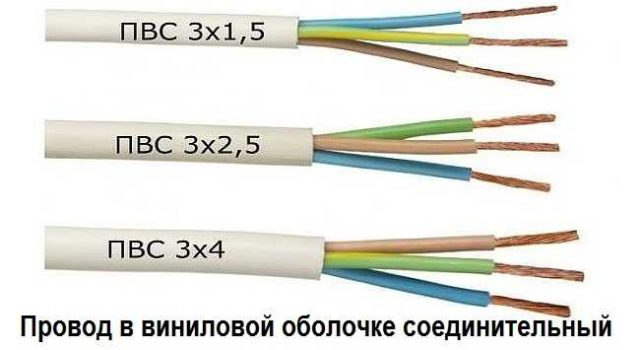 ПВС 3х1,5
ПВС 3х2,5
ПВС 3х4
Провод в виниловой оболочке соединительный